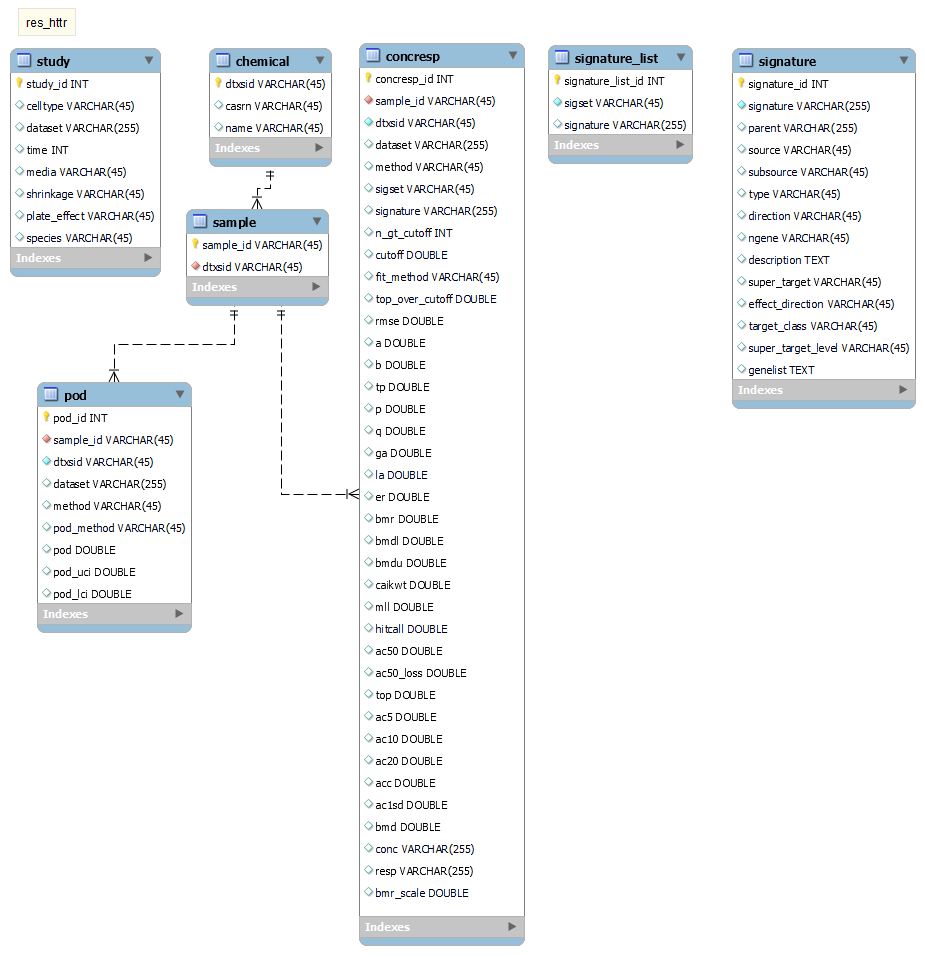 res_httr
study
study_id INT
celltype VARCHAR(45)
dataset VARCHAR(255)
time INT
media VARCHAR(45)
shrinkage VARCHAR(45)
plate_effect VARCHAR(45)
species VARCHAR(45)
Indexes
chemical
dtxsid VARCHAR(45)
casrn VARCHAR(45)
name VARCHAR(45)
Indexes
sample
sample_id VARCHAR(45)
dtxsid VARCHAR(45)
Indexes
pod
pod_id INT
sample_id VARCHAR(45)
dtxsid VARCHAR(45)
dataset VARCHAR(255)
method VARCHAR(45)
pod_method VARCHAR(45)
pod DOUBLE
pod_uci DOUBLE
pod_lci DOUBLE
Indexes
concresp
concresp_id INT
sample_id VARCHAR(45)
dtxsid VARCHAR(45)
dataset VARCHAR(255)
method VARCHAR(45)
sigset VARCHAR(45)
signature VARCHAR(255)
n_gt_cutoff INT
cutoff DOUBLE
fit_method VARCHAR(45)
top_over_cutoff DOUBLE
rmse DOUBLE
a DOUBLE
b DOUBLE
tp DOUBLE
p DOUBLE
q DOUBLE
ga DOUBLE
la DOUBLE
er DOUBLE
bmr DOUBLE
bmdl DOUBLE
bmdu DOUBLE
caikwt DOUBLE
mll DOUBLE
hitcall DOUBLE
ac50 DOUBLE
ac50_loss DOUBLE
top DOUBLE
ac5 DOUBLE
ac10 DOUBLE
ac20 DOUBLE
acc DOUBLE
ac1sd DOUBLE
bmd DOUBLE
conc VARCHAR(255)
resp VARCHAR(255)
bmr_scale DOUBLE
Indexes
signature_list
signature_list_id INT
sigset VARCHAR(45)
signature VARCHAR(255)
Indexes
signature
signature_id INT
signature VARCHAR(255)
parent VARCHAR(255)
source VARCHAR(45)
subsource VARCHAR(45)
type VARCHAR(45)
direction VARCHAR(45)
ngene VARCHAR(45)
description TEXT
super_target VARCHAR(45)
effect_direction VARCHAR(45)
target_class VARCHAR(45)
super_target_level VARCHAR(45)
genelist TEXT
Indexes